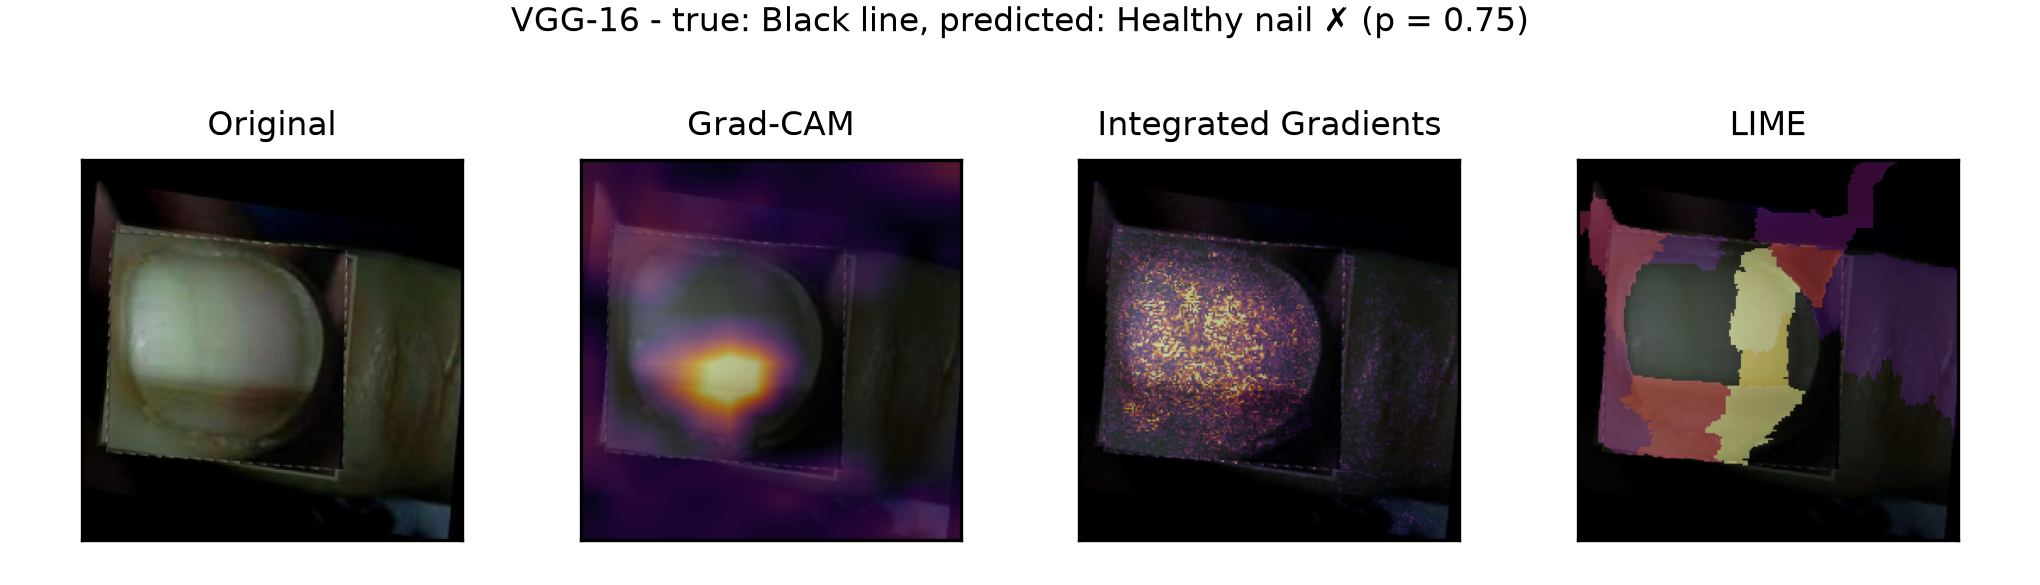 VGG-16 - true: Black line, predicted: Healthy nail ✗ (p = 0.75)
Original
Grad-CAM
Integrated Gradients
LIME